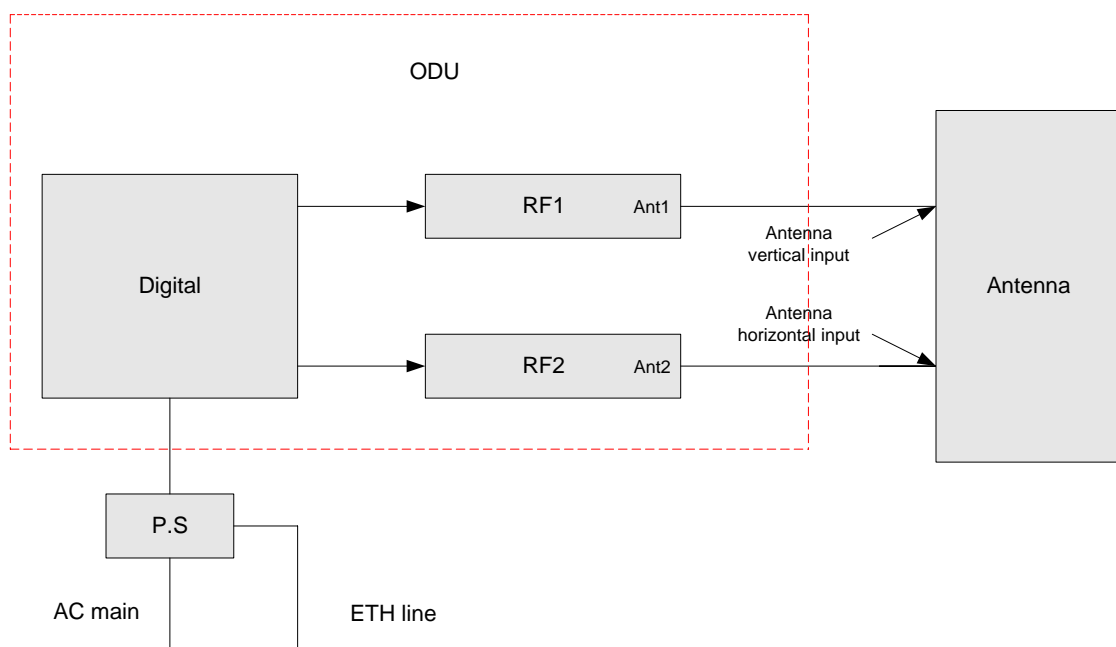 ODU
RF1
Ant1
Antenna
vertical input
Digital
Antenna
Antenna
horizontal input
RF2
Ant2
P.S
AC main
ETH line